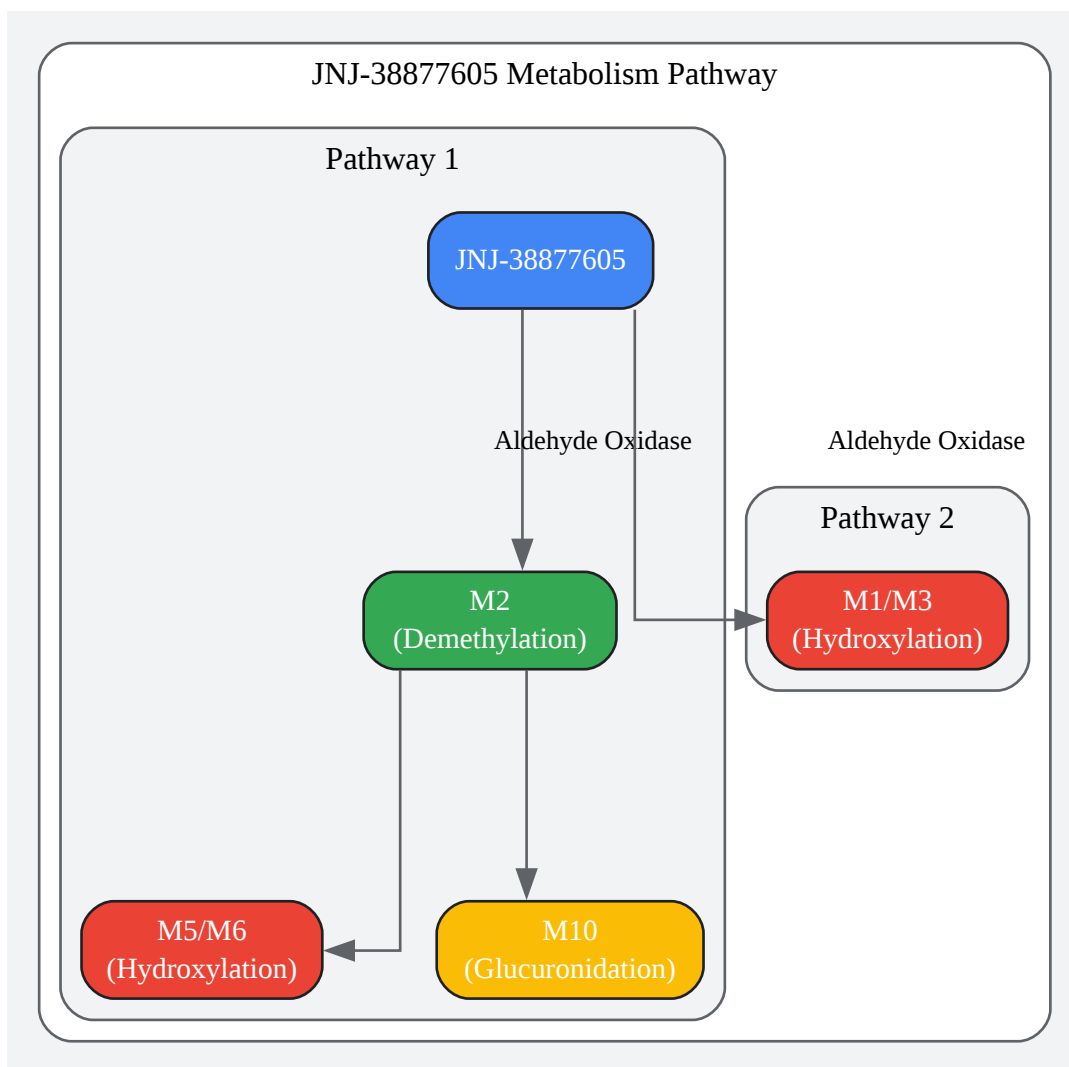 JNJ-38877605 Metabolism Pathway
Pathway 1
JNJ-38877605
Aldehyde Oxidase
Aldehyde Oxidase
Pathway 2
M2
(Demethylation)
M1/M3
(Hydroxylation)
M5/M6
(Hydroxylation)
M10
(Glucuronidation)